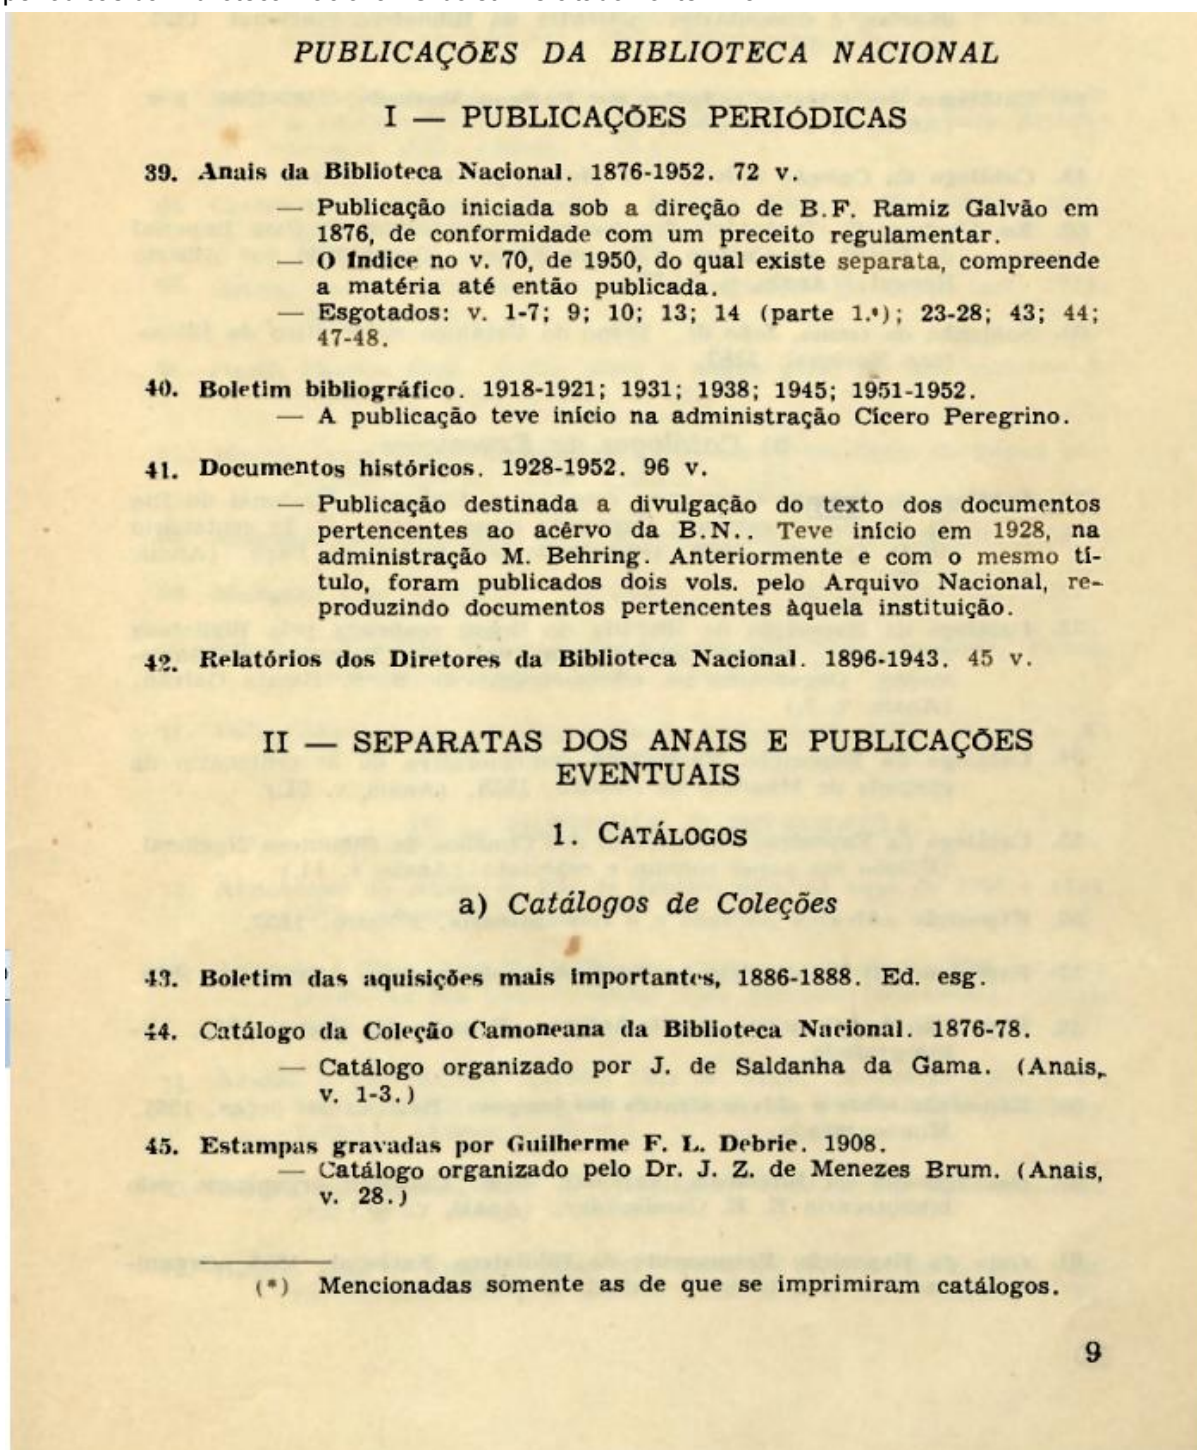 PUBLICAÇÕES DA BIBLIOTECA NACIONAL
I — PUBLICAÇÕES PERIÓDICAS
39. Anais da Biblioteca Nacional. 1876-1952. 72 v.
— Publicação iniciada sob a direção de B.F. Ramiz Galvão em
1876, de conformidade com um preceito regulamentar.
— O Índice no v. 70, de 1950, do qual existe separata, compreende
a matéria até então publicada.
— Esgotados: v. 1-7; 9; 10; 13; 14 (parte 1.ª); 23-28; 43; 44;
47-48.
40. Boletim bibliográfico. 1918-1921; 1931; 1938; 1945; 1951-1952.
— A publicação teve início na administração Cícero Peregrino.
41. Documentos históricos. 1928-1952. 96 v.
— Publicação destinada a divulgação do texto dos documentos
pertencentes ao acêrvo da B.N.. Teve início em 1928, na
administração M. Behring. Anteriormente e com o mesmo tí-
tulo, foram publicados dois vols. pelo Arquivo Nacional, re-
produzindo documentos pertencentes àquela instituição.
42. Relatórios dos Diretores da Biblioteca Nacional. 1896-1943. 45 v.
II — SEPARATAS DOS ANAIS E PUBLICAÇÕES
EVENTUAIS
1. CATÁLOGOS
a) Catálogos de Coleções
43. Boletim das aquisições mais importantes, 1886-1888. Ed. esg.
44. Catálogo da Coleção Camoneana da Biblioteca Nacional. 1876-78.
— Catálogo organizado por J. de Saldanha da Gama. (Anais,
v. 1-3.)
45. Estampas gravadas por Guilherme F. L. Debrie. 1908.
— Catálogo organizado pelo Dr. J. Z. de Menezes Brum. (Anais,
v. 28.)
(*) Mencionadas somente as de que se imprimiram catálogos.
9